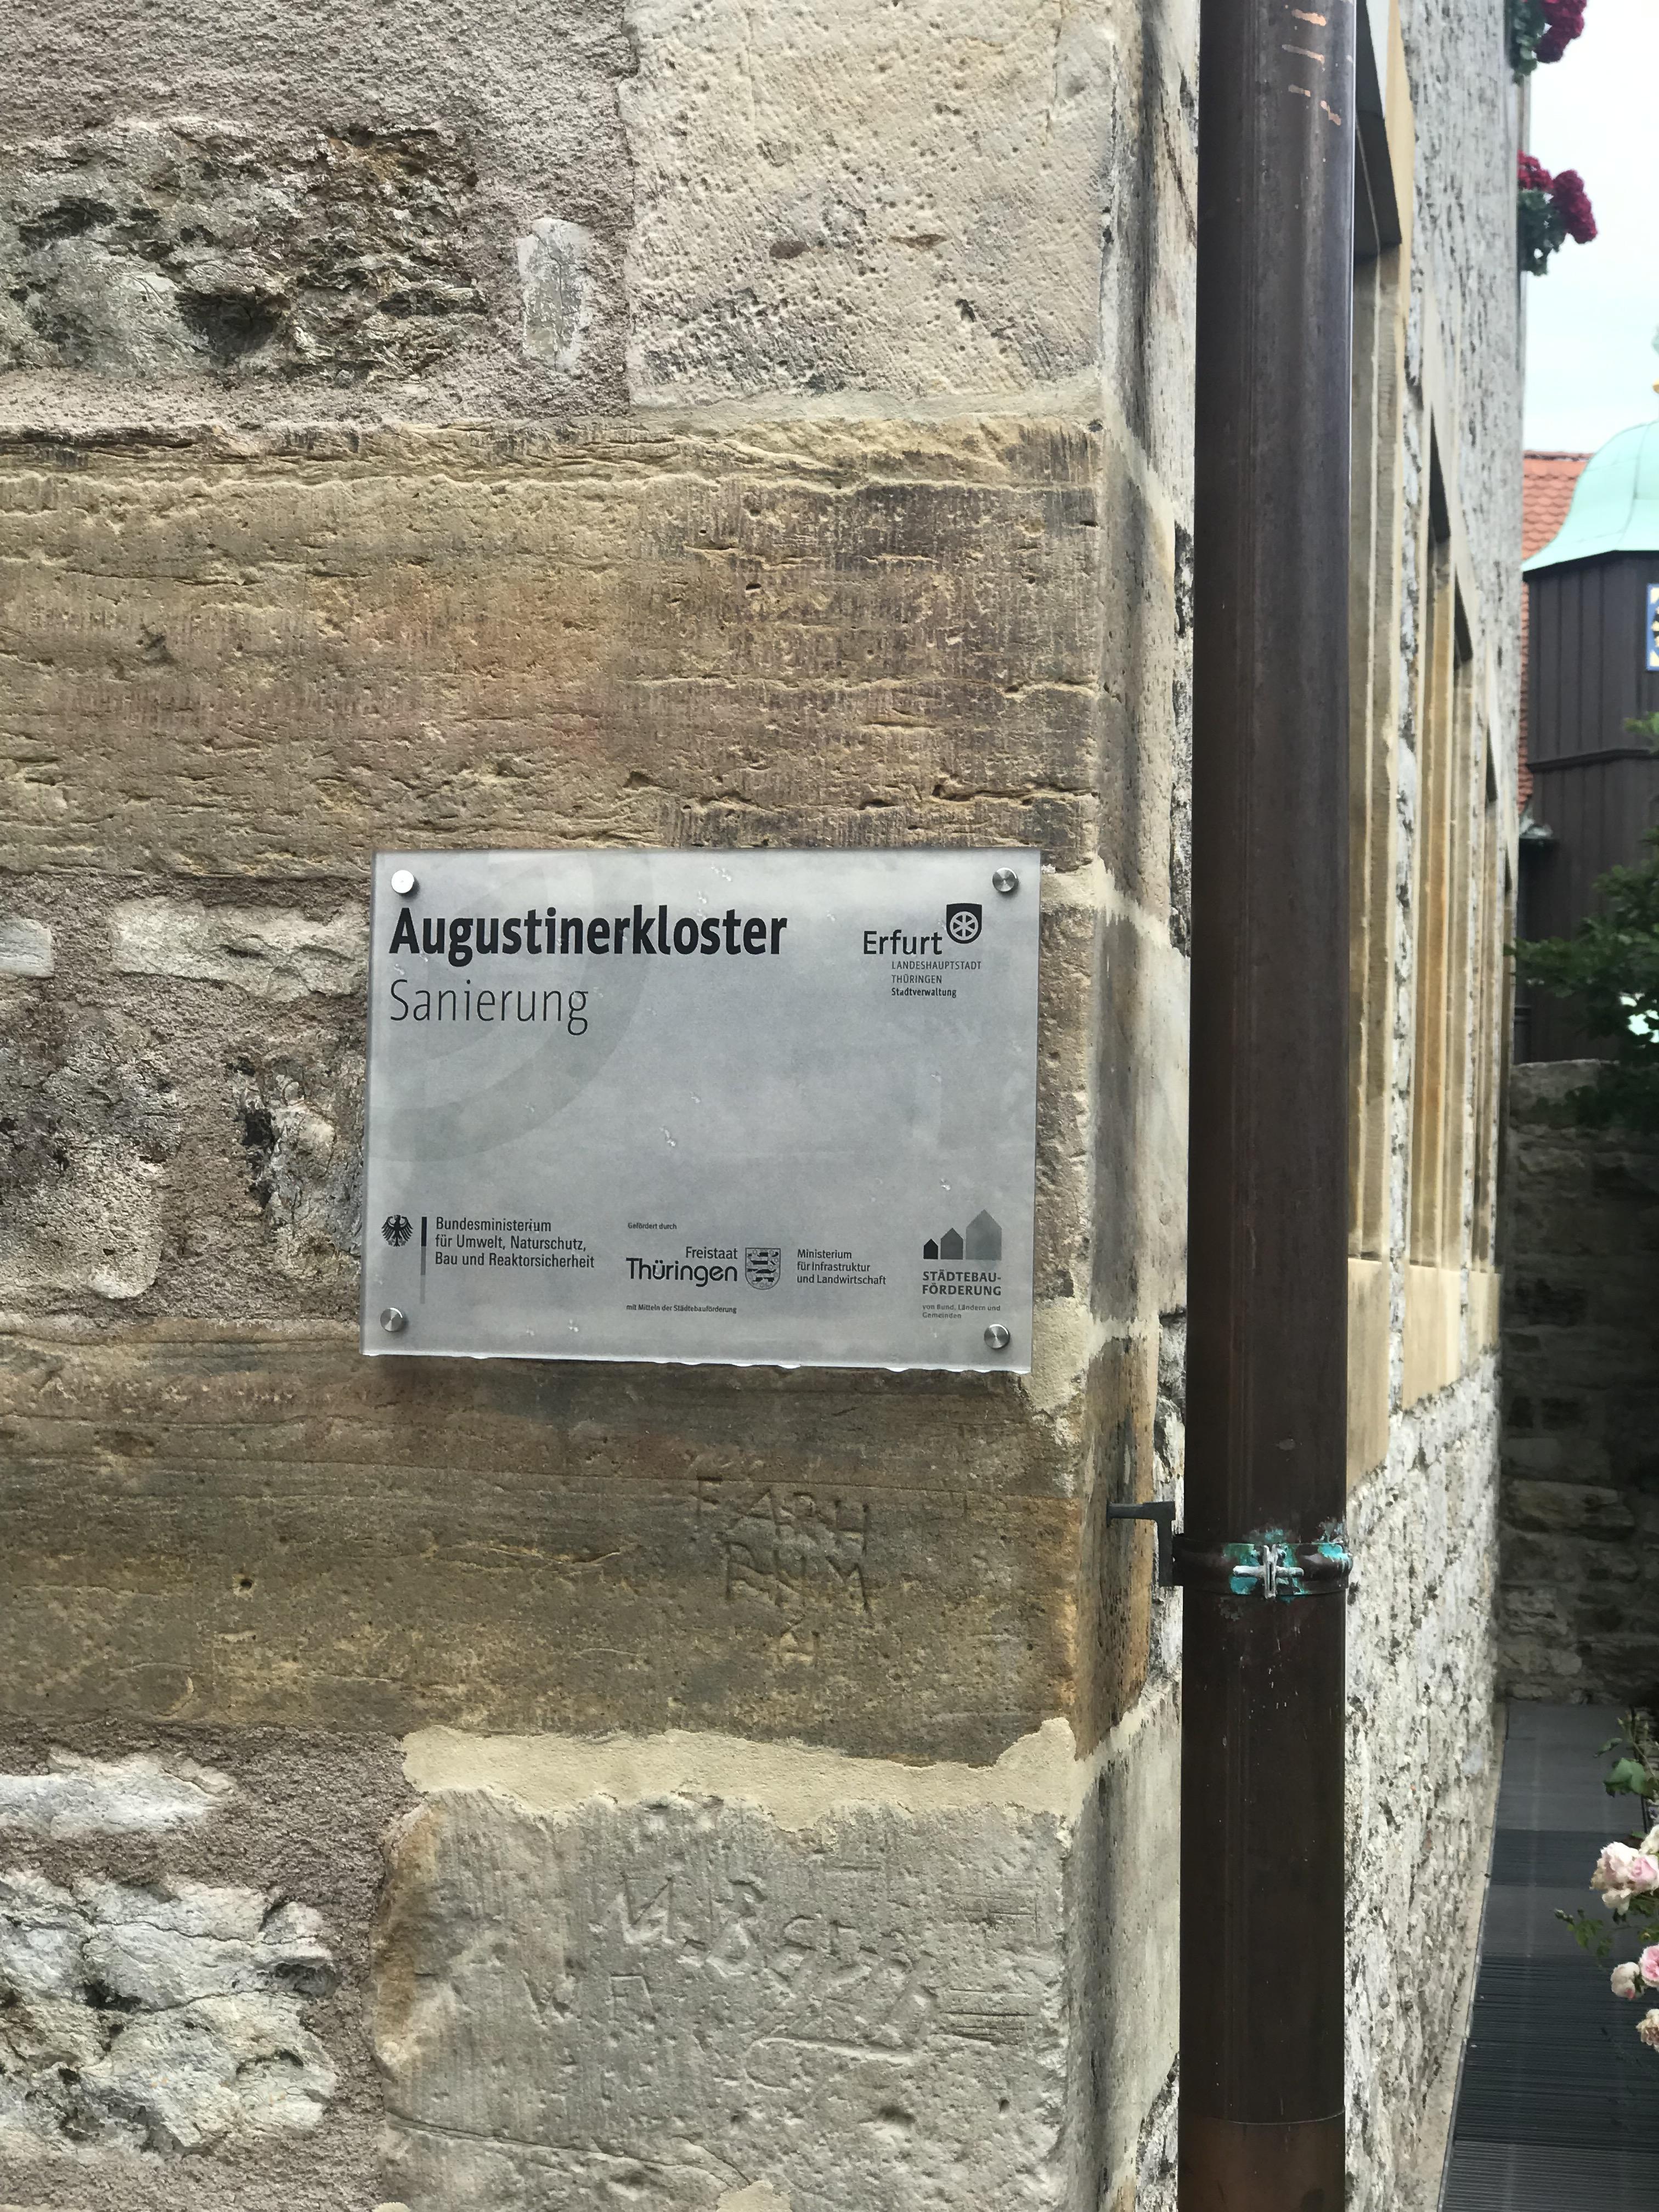 Augustinerkloster
Sanierung
Erfurt
LANDESHAUPTSTADT
THÜRINGEN
Stadtverwaltung
Bundesministerium
für Umwelt, Naturschutz,
Bau und Reaktorsicherheit
Gefördert durch
Freistaat
Thüringen
Ministerium
für Infrastruktur
und Landwirtschaft
mit Mitteln der Städtebauförderung
STÄDTEBAU-
FÖRDERUNG
von Bund, Ländern und
Gemeinden